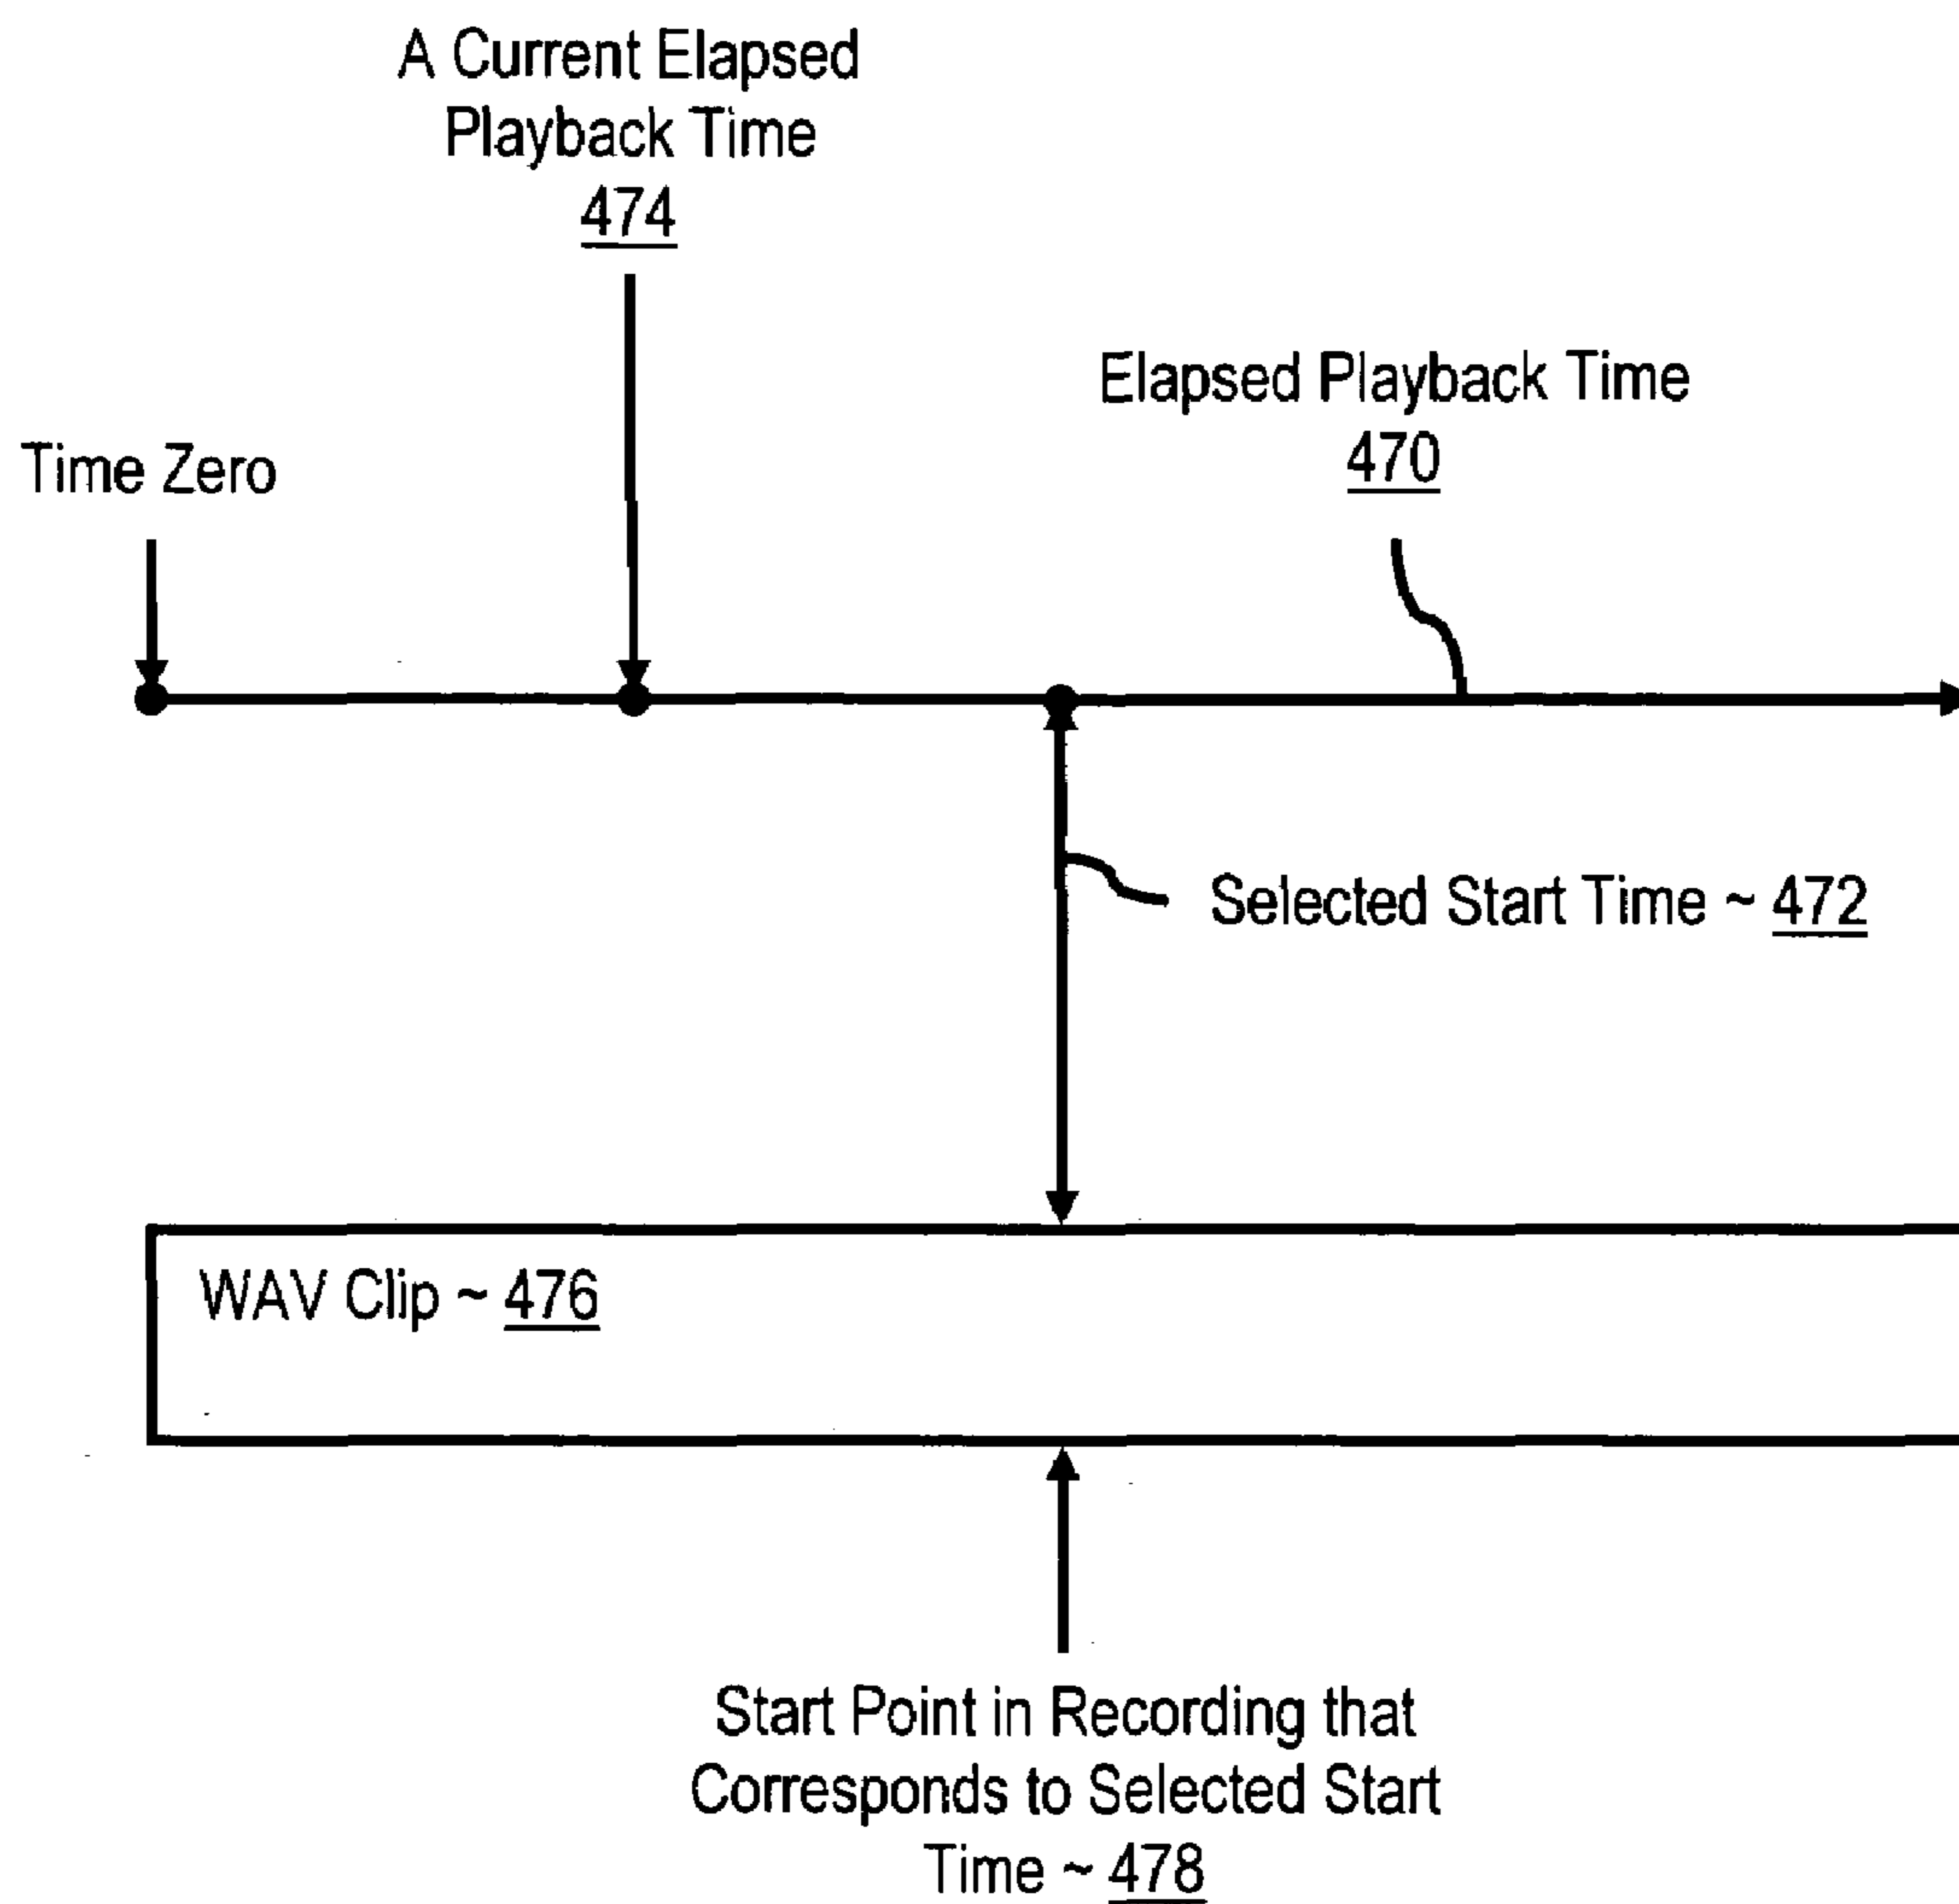 A Current Elapsed
Playback Time
474
Elapsed Playback Time
470
Time Zero
Selected Start Time ~ 472
WAV Clip ~ 476
Start Point in Recording that
Corresponds to Selected Start
Time ~ 478